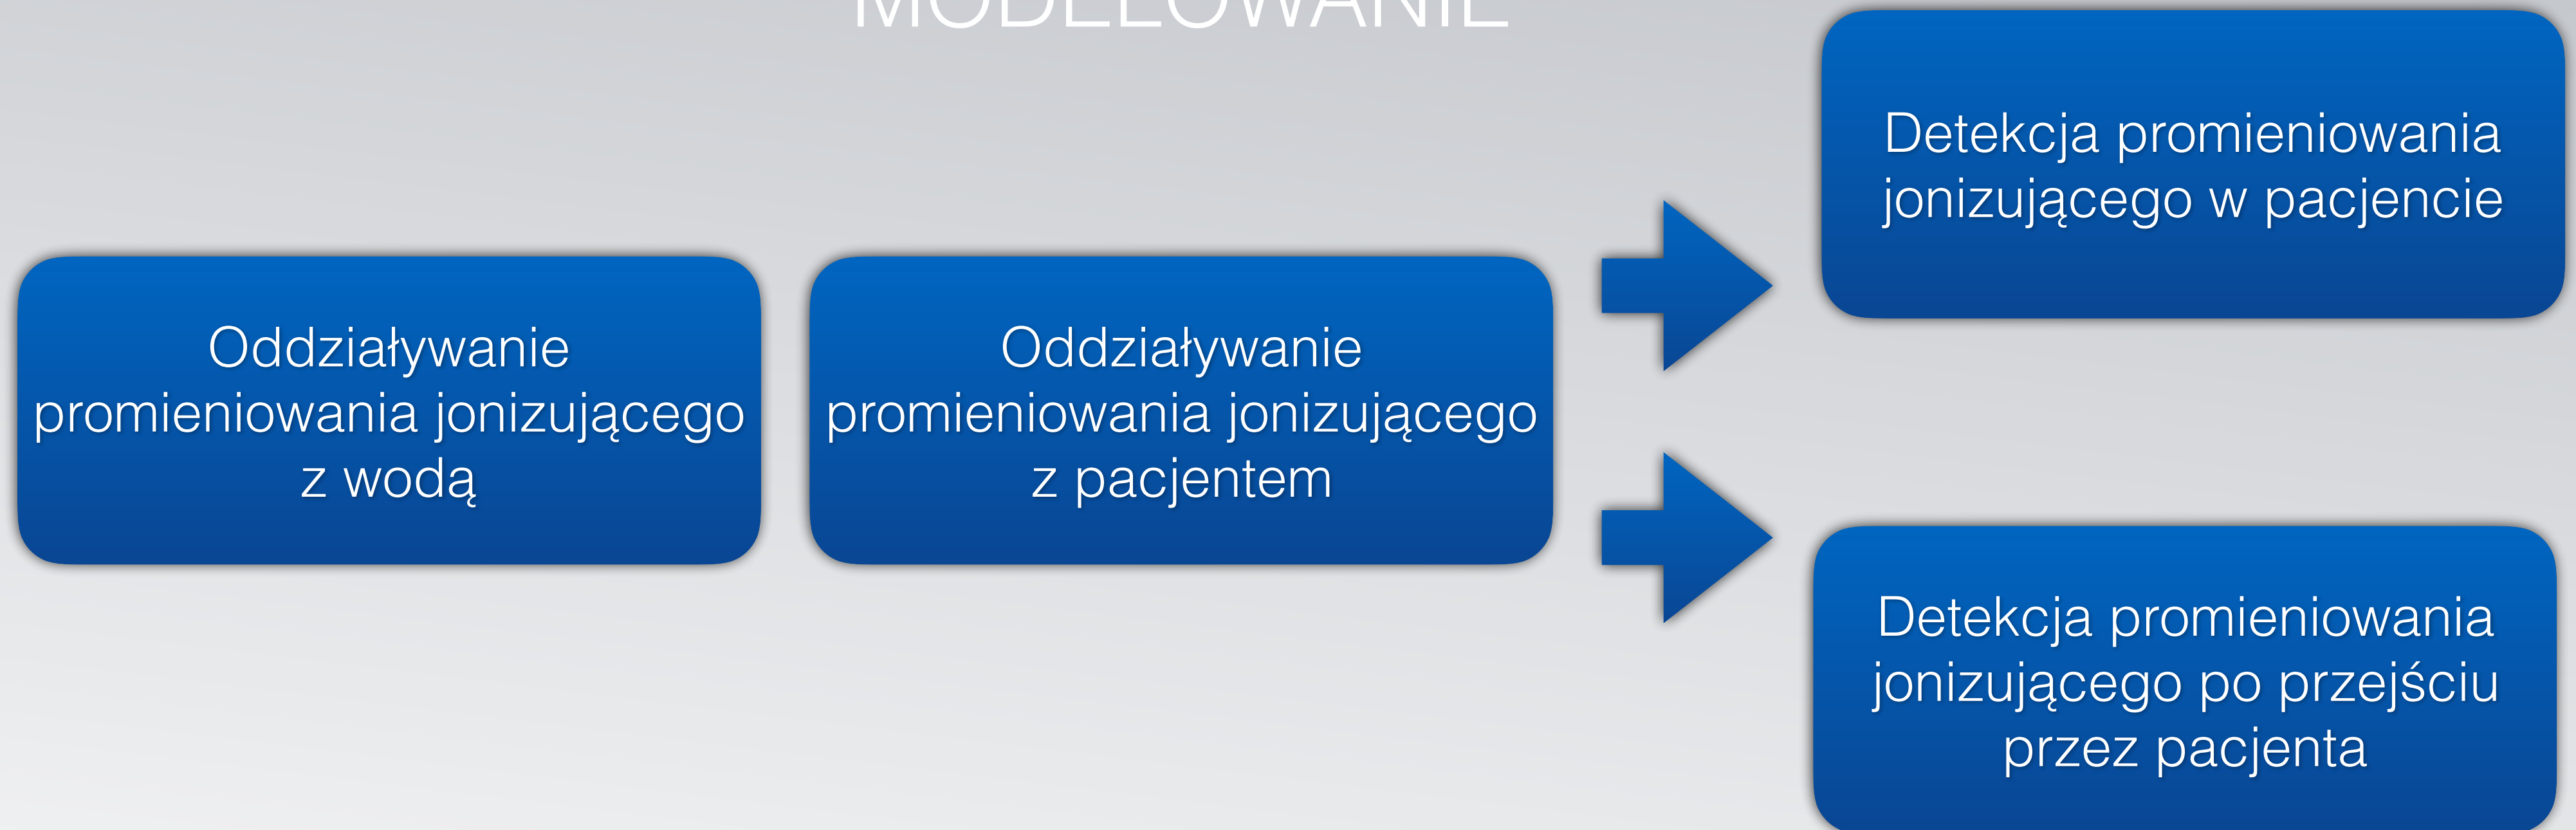 MODELOWANIE
Oddziaływanie
promieniowania jonizującego
z wodą
Oddziaływanie
promieniowania jonizującego
z pacjentem
Detekcja promieniowania
jonizującego w pacjencie
Detekcja promieniowania
jonizującego po przejściu
przez pacjenta